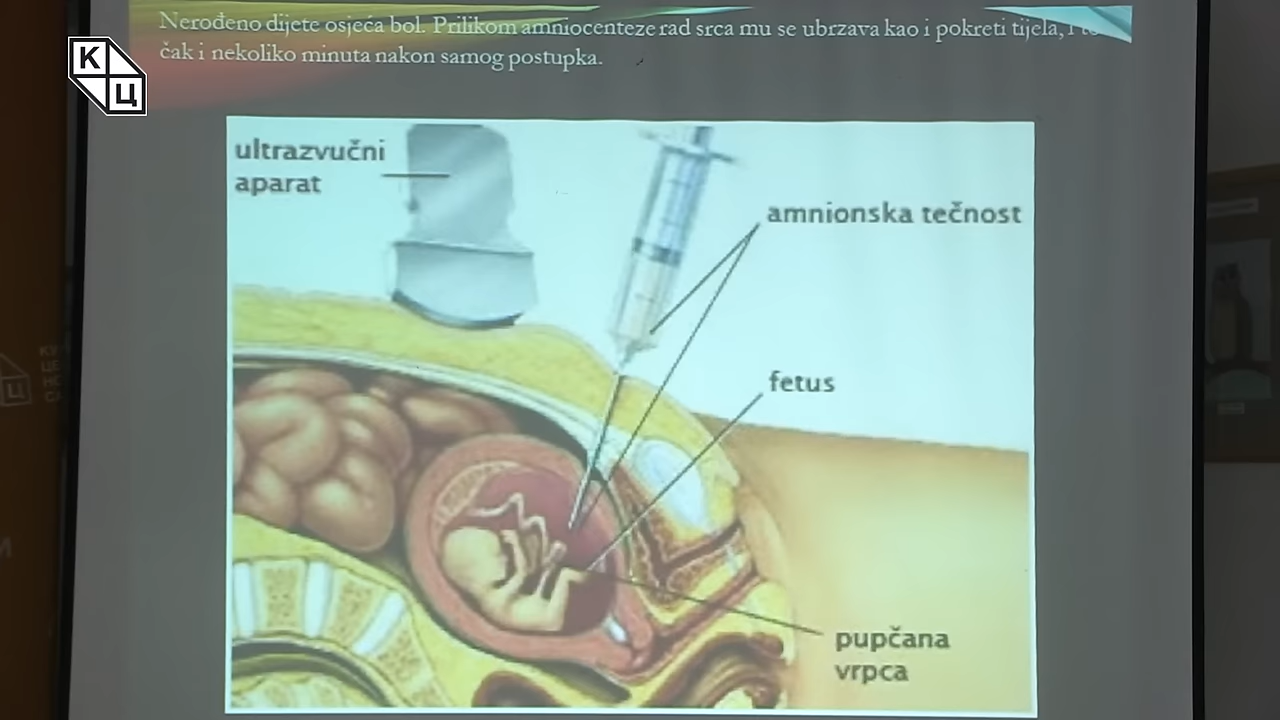 Nerođeno dijete osjeća bol. Prilikom amniocenteze rad srca mu se ubrzava kao i pokreti tijela, i to
čak i nekoliko minuta nakon samog postupka.
К
Ц
ultrazvučni
aparat
amnionska tečnost
fetus
pupčana
vrpca